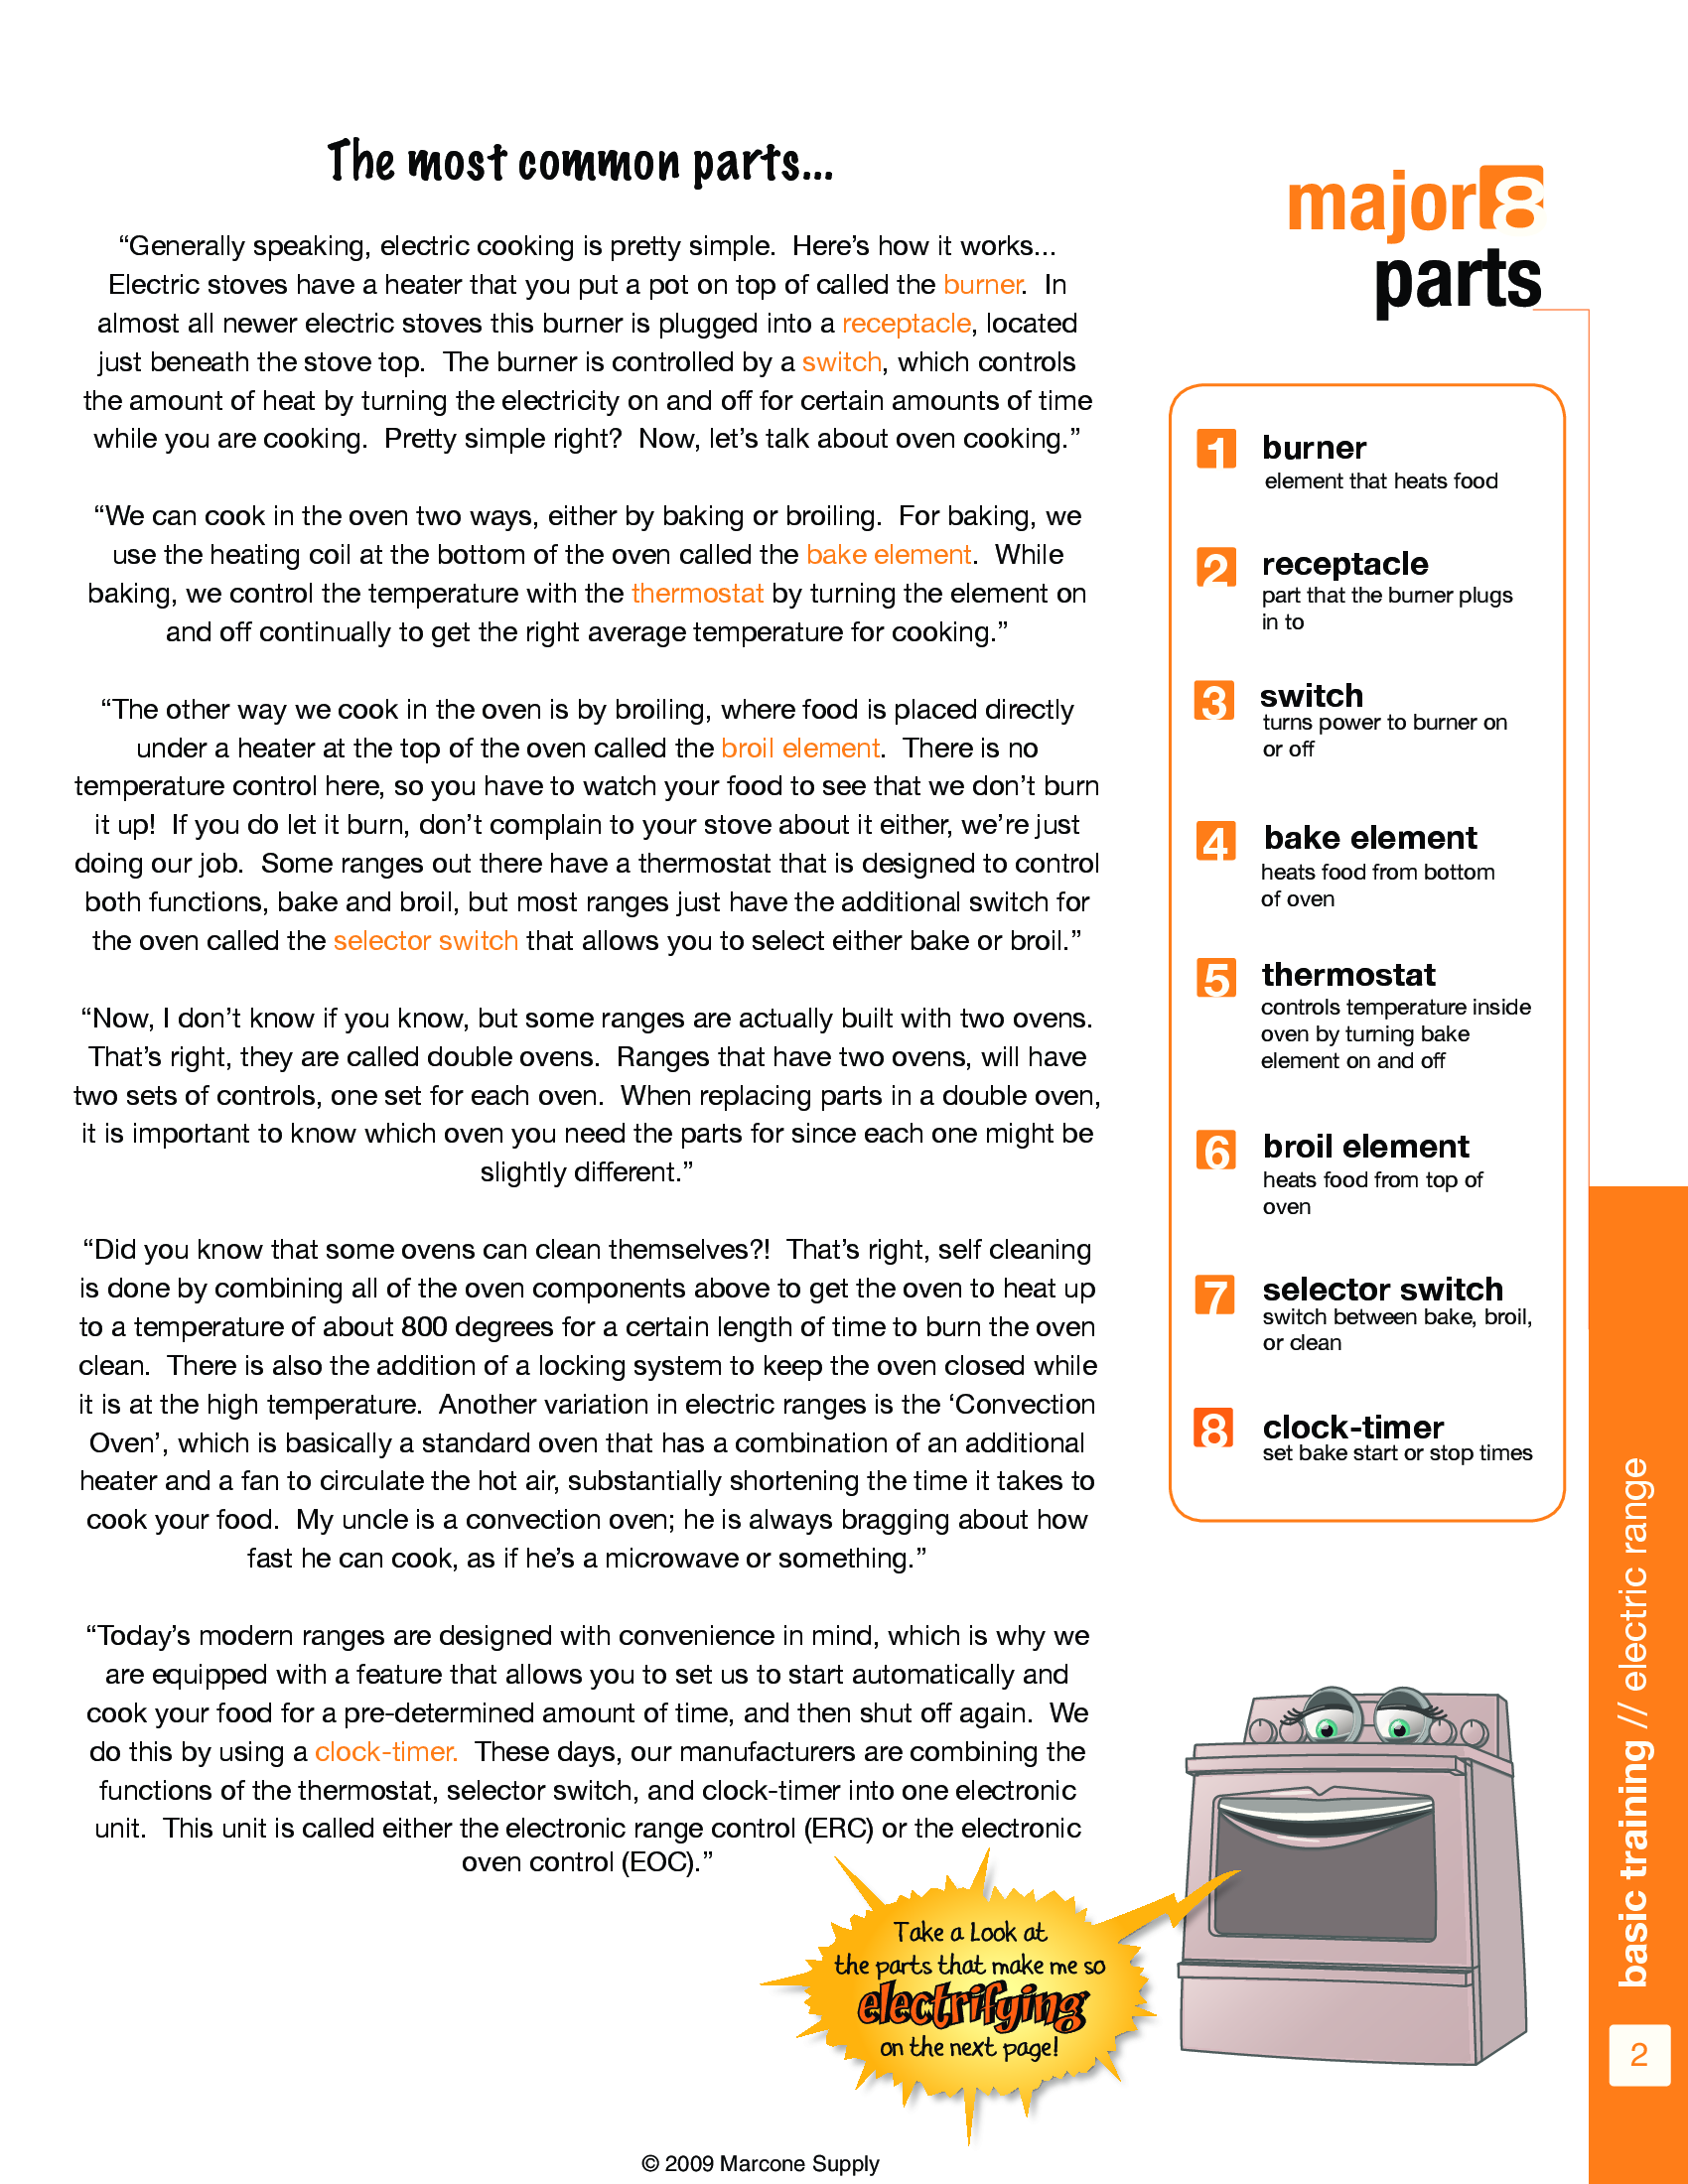 The most common parts...
“Generally speaking, electric cooking is pretty simple.  Here’s how it works...
Electric stoves have a heater that you put a pot on top of called the burner.  In
almost all newer electric stoves this burner is plugged into a receptacle, located
just beneath the stove top.  The burner is controlled by a switch, which controls
the amount of heat by turning the electricity on and off for certain amounts of time
while you are cooking.  Pretty simple right?  Now, let’s talk about oven cooking.”
“We can cook in the oven two ways, either by baking or broiling.  For baking, we
use the heating coil at the bottom of the oven called the bake element.  While
baking, we control the temperature with the thermostat by turning the element on
and off continually to get the right average temperature for cooking.”
“The other way we cook in the oven is by broiling, where food is placed directly
under a heater at the top of the oven called the broil element.  There is no
temperature control here, so you have to watch your food to see that we don’t burn
it up!  If you do let it burn, don’t complain to your stove about it either, we’re just
doing our job.  Some ranges out there have a thermostat that is designed to control
both functions, bake and broil, but most ranges just have the additional switch for
the oven called the selector switch that allows you to select either bake or broil.”
“Now, I don’t know if you know, but some ranges are actually built with two ovens.
That’s right, they are called double ovens.  Ranges that have two ovens, will have
two sets of controls, one set for each oven.  When replacing parts in a double oven,
it is important to know which oven you need the parts for since each one might be
slightly different.”
“Did you know that some ovens can clean themselves?!  That’s right, self cleaning
is done by combining all of the oven components above to get the oven to heat up
to a temperature of about 800 degrees for a certain length of time to burn the oven
clean.  There is also the addition of a locking system to keep the oven closed while
it is at the high temperature.  Another variation in electric ranges is the ‘Convection
Oven’, which is basically a standard oven that has a combination of an additional
heater and a fan to circulate the hot air, substantially shortening the time it takes to
cook your food.  My uncle is a convection oven; he is always bragging about how
fast he can cook, as if he’s a microwave or something.”
“Today’s modern ranges are designed with convenience in mind, which is why we
are equipped with a feature that allows you to set us to start automatically and
cook your food for a pre-determined amount of time, and then shut off again.  We
do this by using a clock-timer.  These days, our manufacturers are combining the
functions of the thermostat, selector switch, and clock-timer into one electronic
unit.  This unit is called either the electronic range control (ERC) or the electronic
oven control (EOC).”
major 8
parts
1 burner
element that heats food
2 receptacle
part that the burner plugs
in to
3 switch
turns power to burner on
or off
4 bake element
heats food from bottom
of oven
5 thermostat
controls temperature inside
oven by turning bake
element on and off
6 broil element
heats food from top of
oven
7 selector switch
switch between bake, broil,
or clean
8 clock-timer
set bake start or stop times
Take a Look at
the parts that make me so
electrifying
on the next page!
basic training // electric range
2
© 2009 Marcone Supply